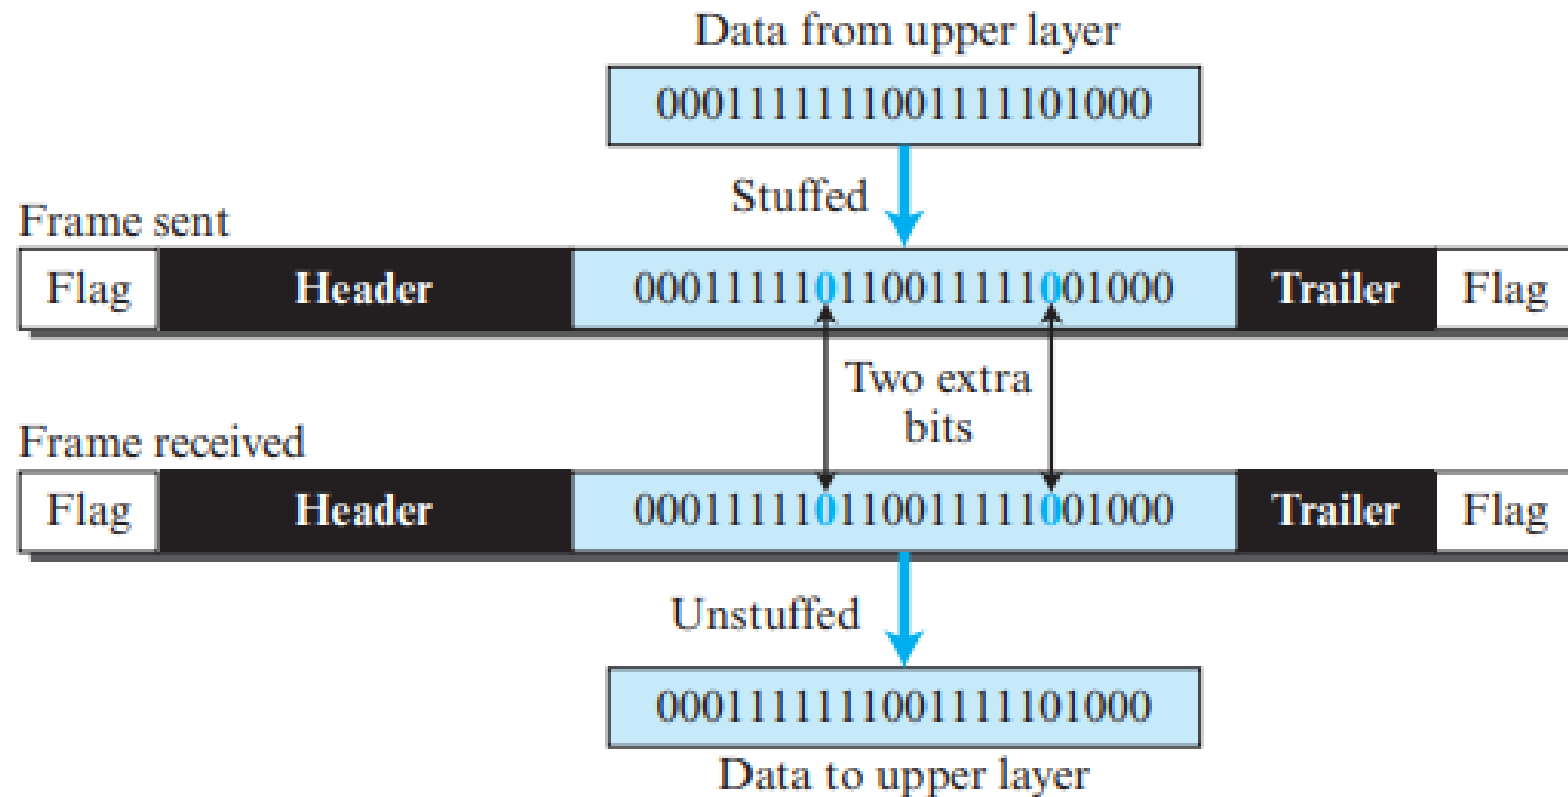 Data from upper layer
0001111111001111101000
Stuffed
Frame sent
Flag Header 000111110110011111001000 Trailer Flag
Two extra
bits
Frame received
Flag Header 000111110110011111001000 Trailer Flag
Unstuffed
0001111111001111101000
Data to upper layer